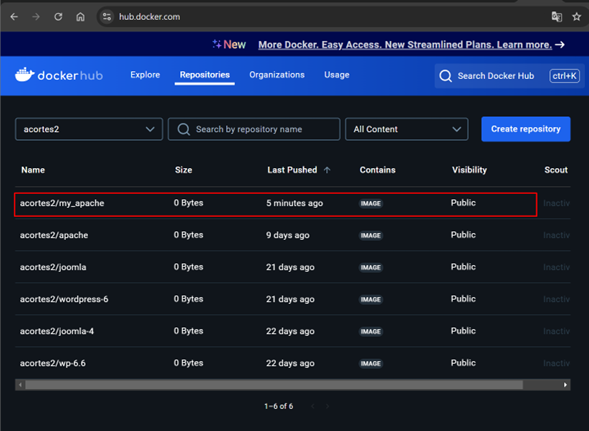 hub.docker.com
New More Docker. Easy Access. New Streamlined Plans. Learn more. →
dockerhub Explore Repositories Organizations Usage Search Docker Hub ctrl+K
acortes2 Search by repository name All Content Create repository
Name Size Last Pushed ↑ Contains Visibility Scout
acortes2/my_apache 0 Bytes 5 minutes ago IMAGE Public Inactiv
acortes2/apache 0 Bytes 9 days ago IMAGE Public Inactiv
acortes2/joomla 0 Bytes 21 days ago IMAGE Public Inactiv
acortes2/wordpress-6 0 Bytes 21 days ago IMAGE Public Inactiv
acortes2/joomla-4 0 Bytes 22 days ago IMAGE Public Inactiv
acortes2/wp-6.6 0 Bytes 22 days ago IMAGE Public Inactiv
1–6 of 6